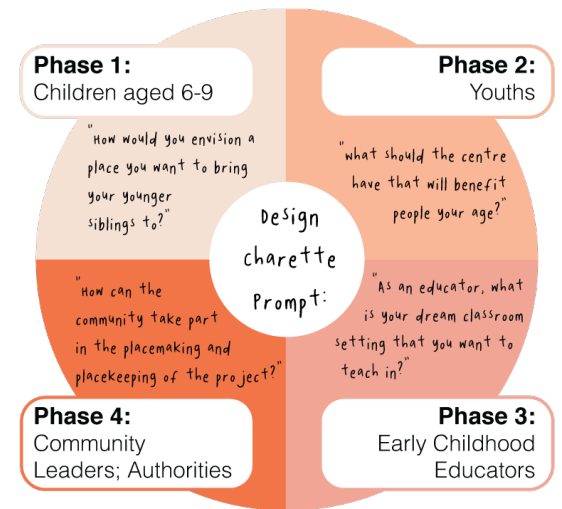 Phase 1:
Children aged 6-9
"How would you envision a
place you want to bring
your younger
siblings to?"
Phase 2:
Youths
"what should the centre
have that will benefit
people your age?"
Design
charette
Prompt:
"As an educator, what
is your dream classroom
setting that you want to
teach in?"
Phase 3:
Early Childhood
Educators
"How can the
community take part
in the placemaking and
placekeeping of the project?"
Phase 4:
Community
Leaders; Authorities